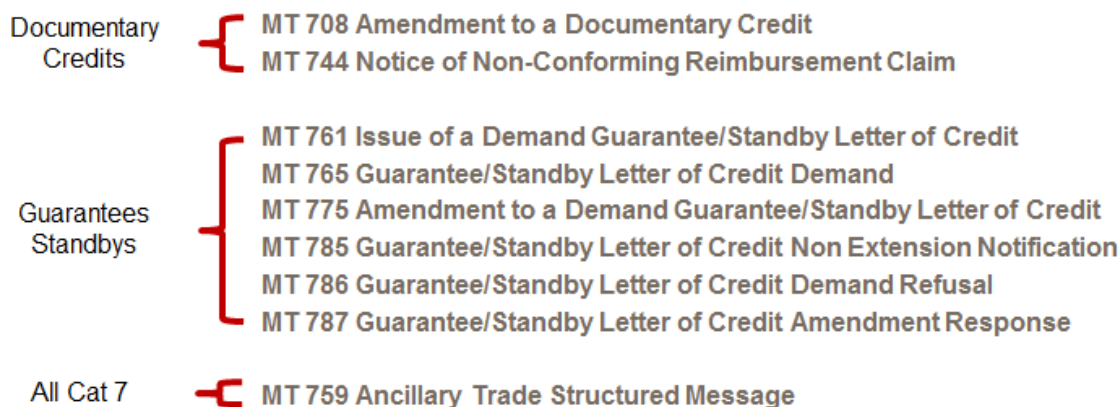 Documentary
Credits
MT 708 Amendment to a Documentary Credit
MT 744 Notice of Non-Conforming Reimbursement Claim
Guarantees
Standbys
MT 761 Issue of a Demand Guarantee/Standby Letter of Credit
MT 765 Guarantee/Standby Letter of Credit Demand
MT 775 Amendment to a Demand Guarantee/Standby Letter of Credit
MT 785 Guarantee/Standby Letter of Credit Non Extension Notification
MT 786 Guarantee/Standby Letter of Credit Demand Refusal
MT 787 Guarantee/Standby Letter of Credit Amendment Response
All Cat 7
MT 759 Ancillary Trade Structured Message